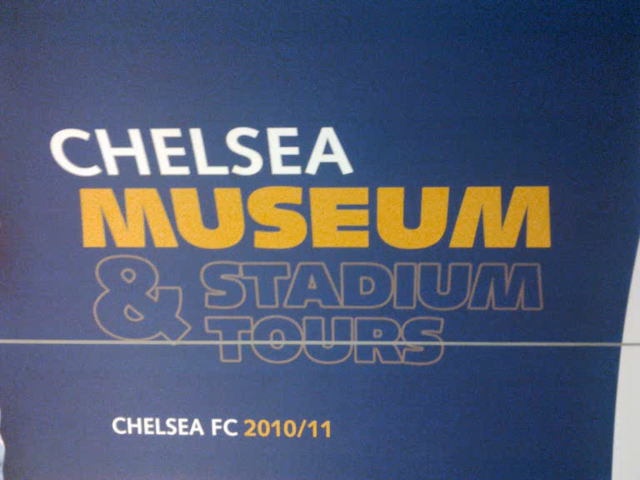 CHELSEA
MUSEUM
& STADIUM
TOURS
CHELSEA FC 2010/11